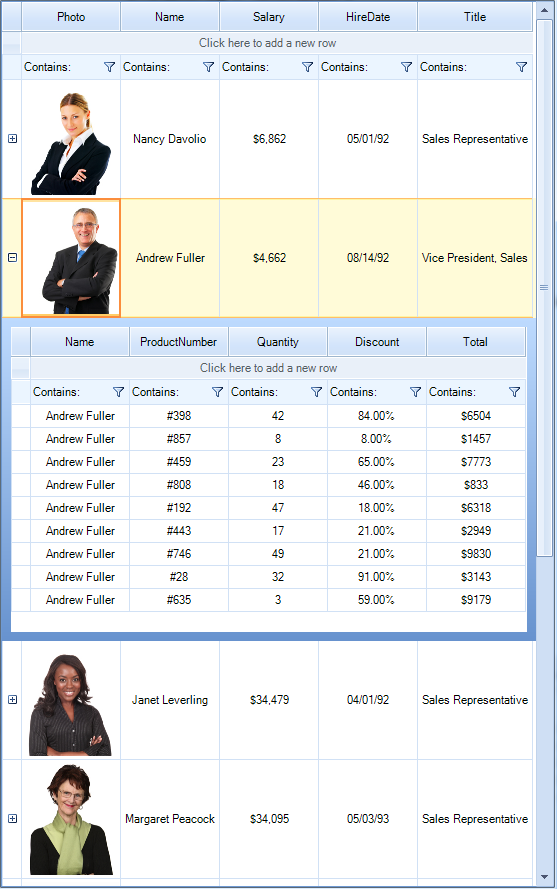 Photo Name Salary HireDate Title
Click here to add a new row
Contains: Contains: Contains: Contains: Contains:
Nancy Davolio $6,862 05/01/92 Sales Representative
Andrew Fuller $4,662 08/14/92 Vice President, Sales
Name ProductNumber Quantity Discount Total
Click here to add a new row
Contains: Contains: Contains: Contains: Contains:
Andrew Fuller #398 42 84.00% $6504
Andrew Fuller #857 8 8.00% $1457
Andrew Fuller #459 23 65.00% $7773
Andrew Fuller #808 18 46.00% $833
Andrew Fuller #192 47 18.00% $6318
Andrew Fuller #443 17 21.00% $2949
Andrew Fuller #746 49 21.00% $9830
Andrew Fuller #28 32 91.00% $3143
Andrew Fuller #635 3 59.00% $9179
Janet Leverling $34,479 04/01/92 Sales Representative
Margaret Peacock $34,095 05/03/93 Sales Representative